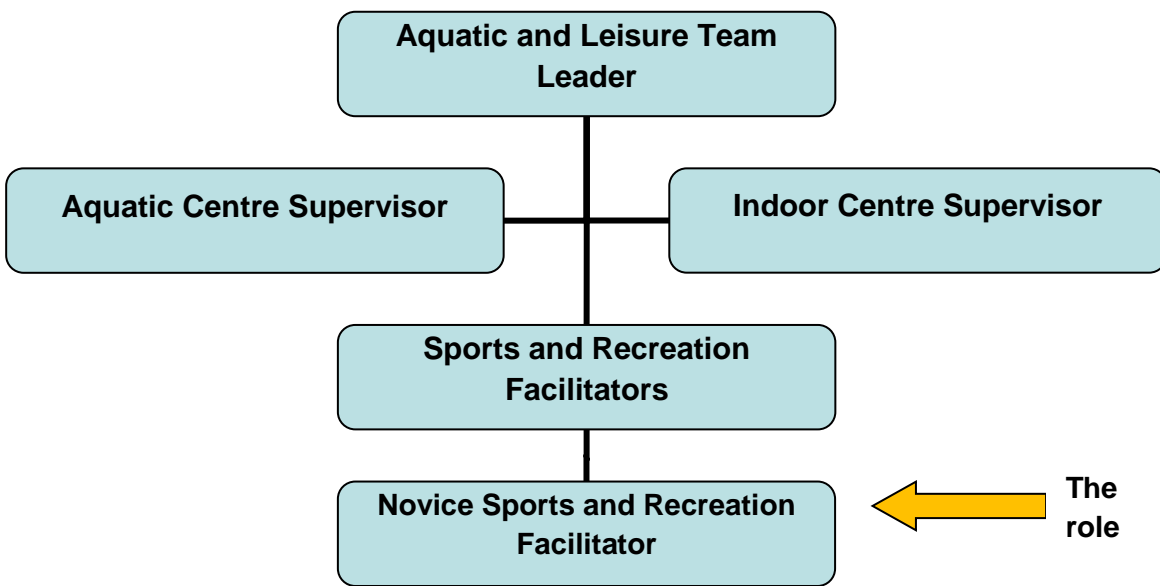 Aquatic and Leisure Team
Leader
Aquatic Centre Supervisor
Indoor Centre Supervisor
Sports and Recreation
Facilitators
Novice Sports and Recreation
Facilitator
The
role